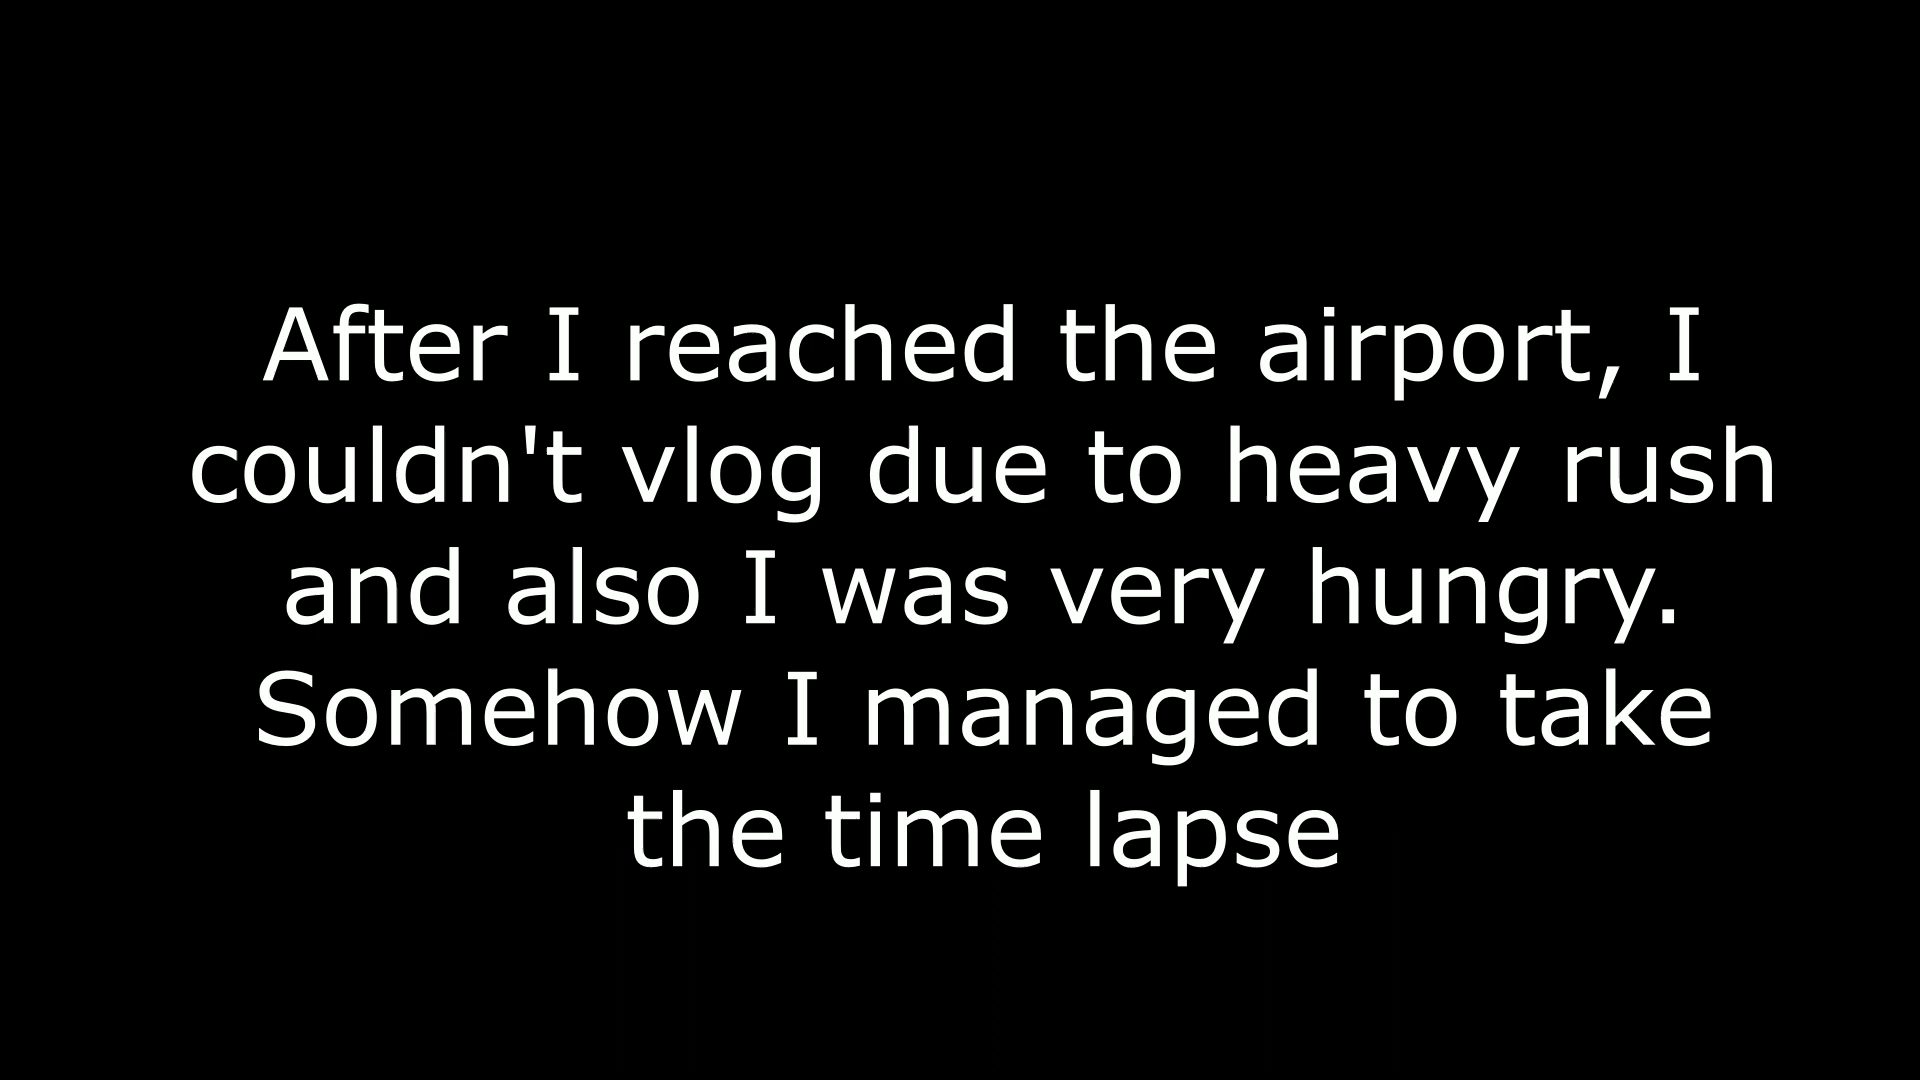 After I reached the airport, I
couldn't vlog due to heavy rush
and also I was very hungry.
Somehow I managed to take
the time lapse